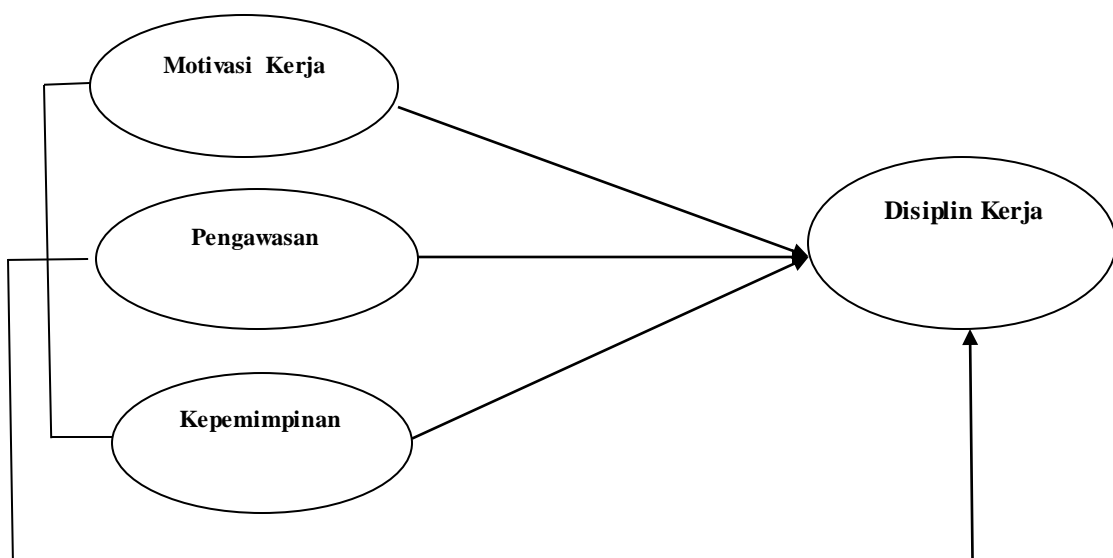 Motivasi Kerja
Pengawasan
Kepemimpinan
Disiplin Kerja